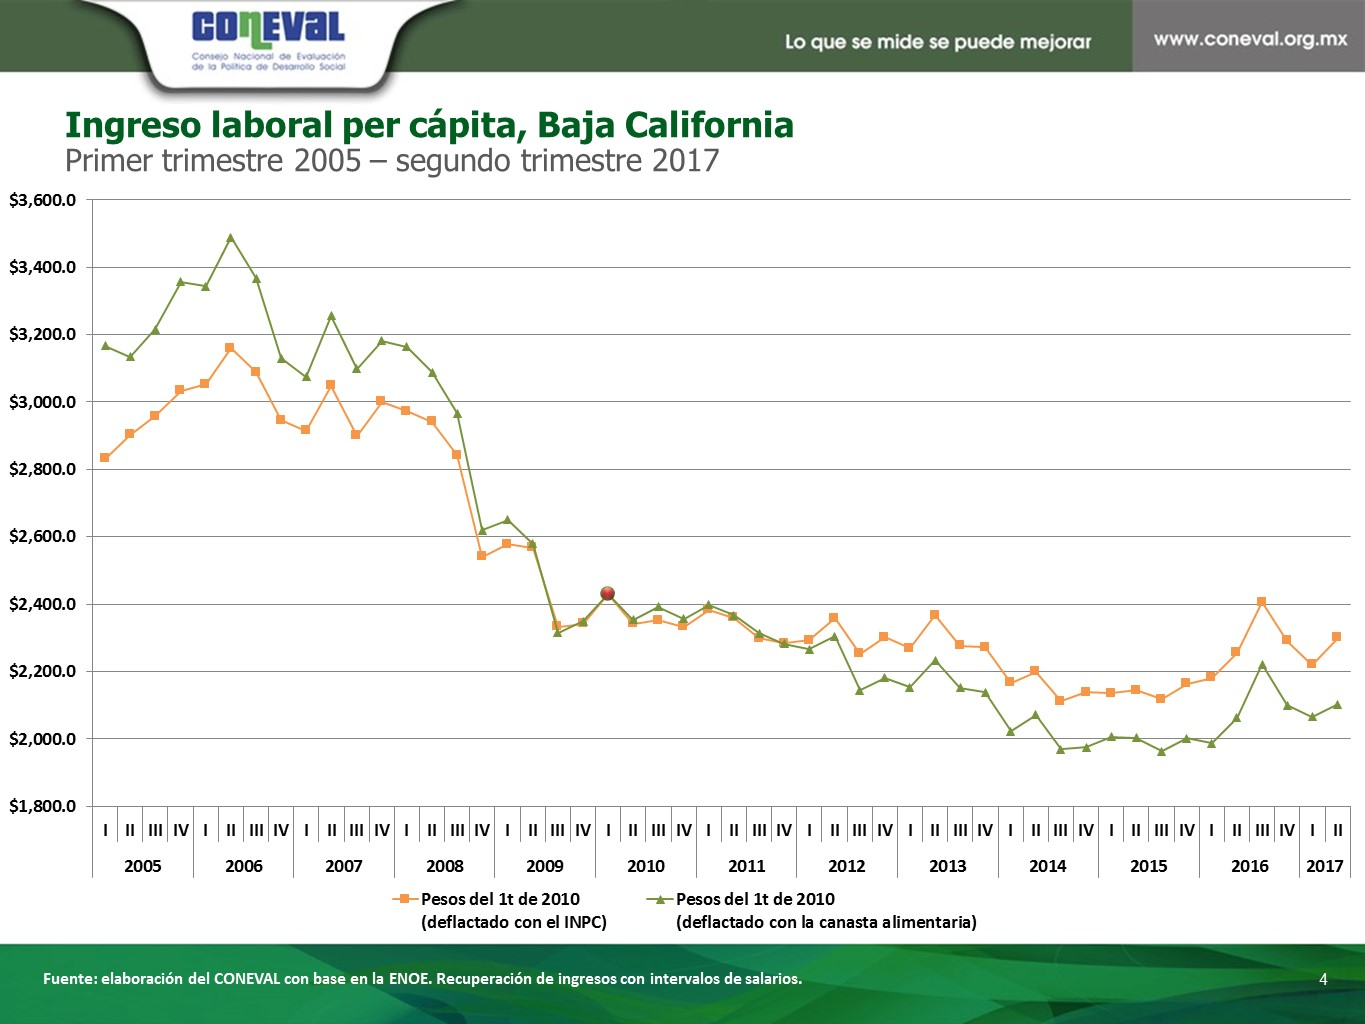 CONEVAL
Consejo Nacional de Evaluación
de la Política de Desarrollo Social
Lo que se mide se puede mejorar
www.coneval.org.mx
Ingreso laboral per cápita, Baja California
Primer trimestre 2005 – segundo trimestre 2017
$3,600.0
$3,400.0
$3,200.0
$3,000.0
$2,800.0
$2,600.0
$2,400.0
$2,200.0
$2,000.0
$1,800.0
I II III IV I II III IV I II III IV I II III IV I II III IV I II III IV I II III IV I II III IV I II III IV I II III IV I II III IV I II III IV I II
2005 2006 2007 2008 2009 2010 2011 2012 2013 2014 2015 2016 2017
Pesos del 1t de 2010
(deflactado con el INPC)
Pesos del 1t de 2010
(deflactado con la canasta alimentaria)
Fuente: elaboración del CONEVAL con base en la ENOE. Recuperación de ingresos con intervalos de salarios.
4